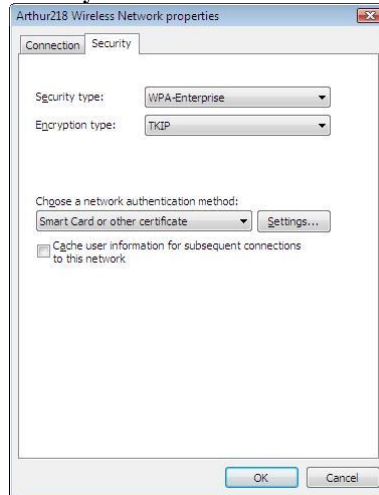 Arthur218 Wireless Network properties
Connection
Security
Security type:
WPA-Enterprise
Encryption type:
TKIP
Choose a network authentication method:
Smart Card or other certificate
Settings...
Cache user information for subsequent connections
to this network
OK
Cancel